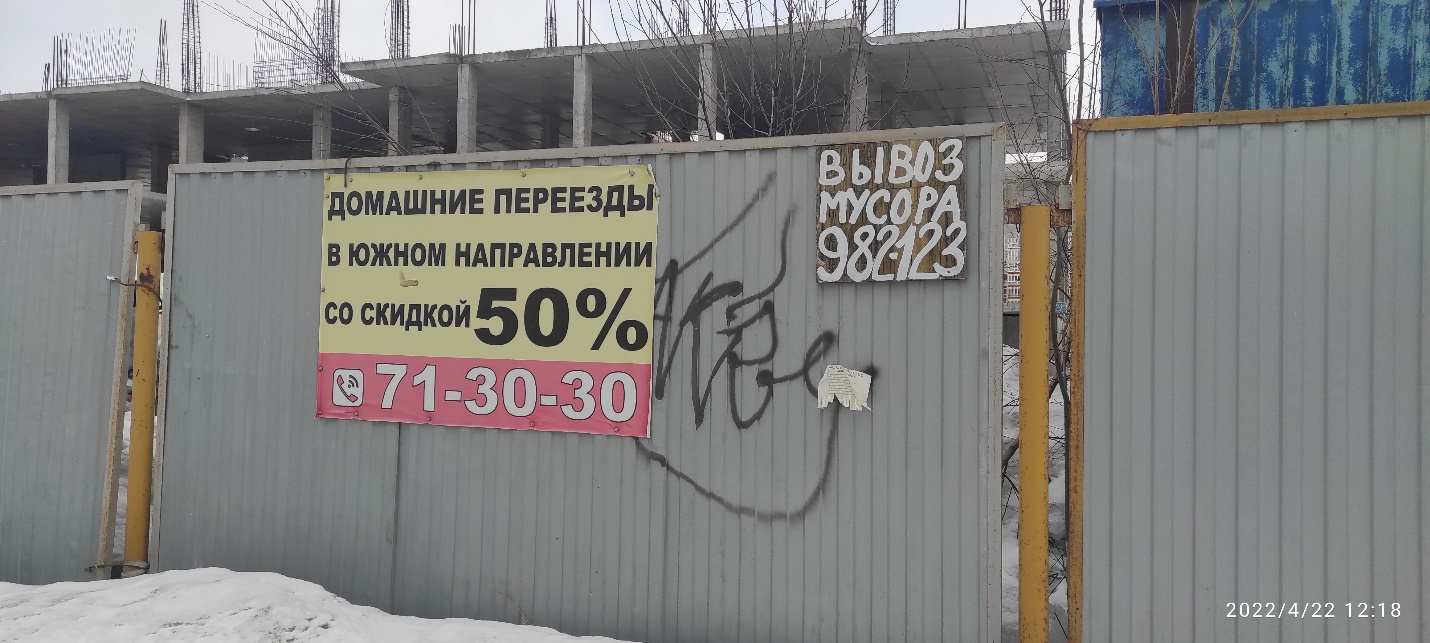 ДОМАШНИЕ ПЕРЕЕЗДЫ
В ЮЖНОМ НАПРАВЛЕНИИ
СО СКИДКОЙ 50%
71-30-30
ВЫВОЗ
МУСОРА
982-123
2022/4/22 12:18